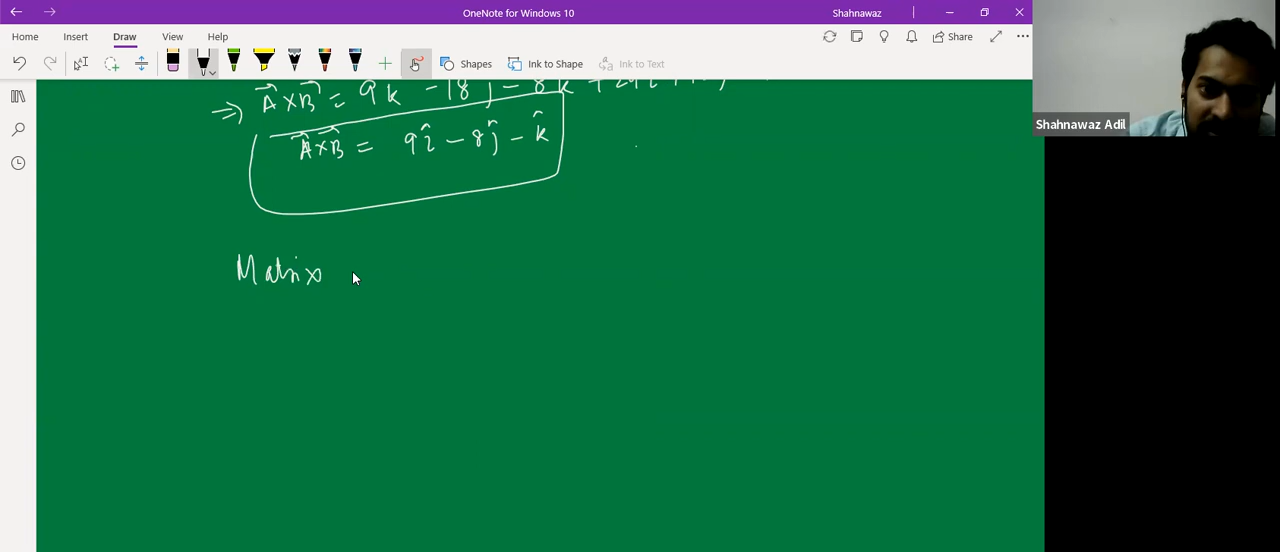 OneNote for Windows 10
Shahnawaz
Home Insert Draw View Help
Share
Shapes Ink to Shape Ink to Text
⇒ A⃗×B⃗ = 9k - 18j - 8k +
A⃗×B⃗ = 9î - 8ĵ - k̂
Matrix
Shahnawaz Adil